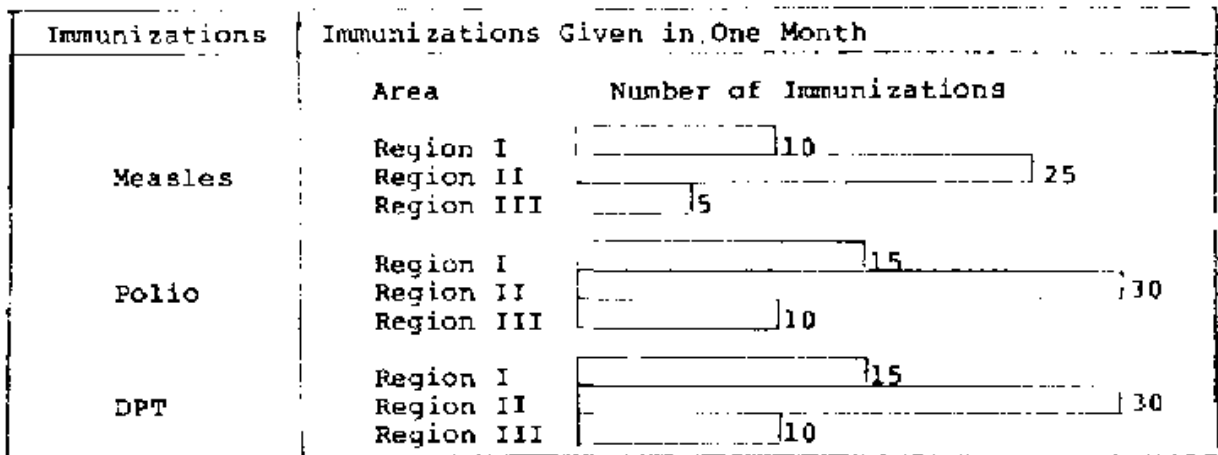 Immunizations Immunizations Given in One Month
Area Number of Immunizations
Region I 10
Measles Region II 25
Region III 5
Region I 15
Polio Region II 30
Region III 10
Region I 15
DPT Region II 30
Region III 10